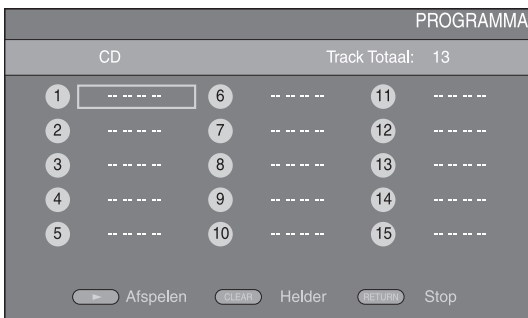 PROGRAMMA
CD Track Totaal: 13
1 -- -- -- -- 6 -- -- -- -- 11 -- -- -- --
2 -- -- -- -- 7 -- -- -- -- 12 -- -- -- --
3 -- -- -- -- 8 -- -- -- -- 13 -- -- -- --
4 -- -- -- -- 9 -- -- -- -- 14 -- -- -- --
5 -- -- -- -- 10 -- -- -- -- 15 -- -- -- --
Afspelen CLEAR Helder RETURN Stop